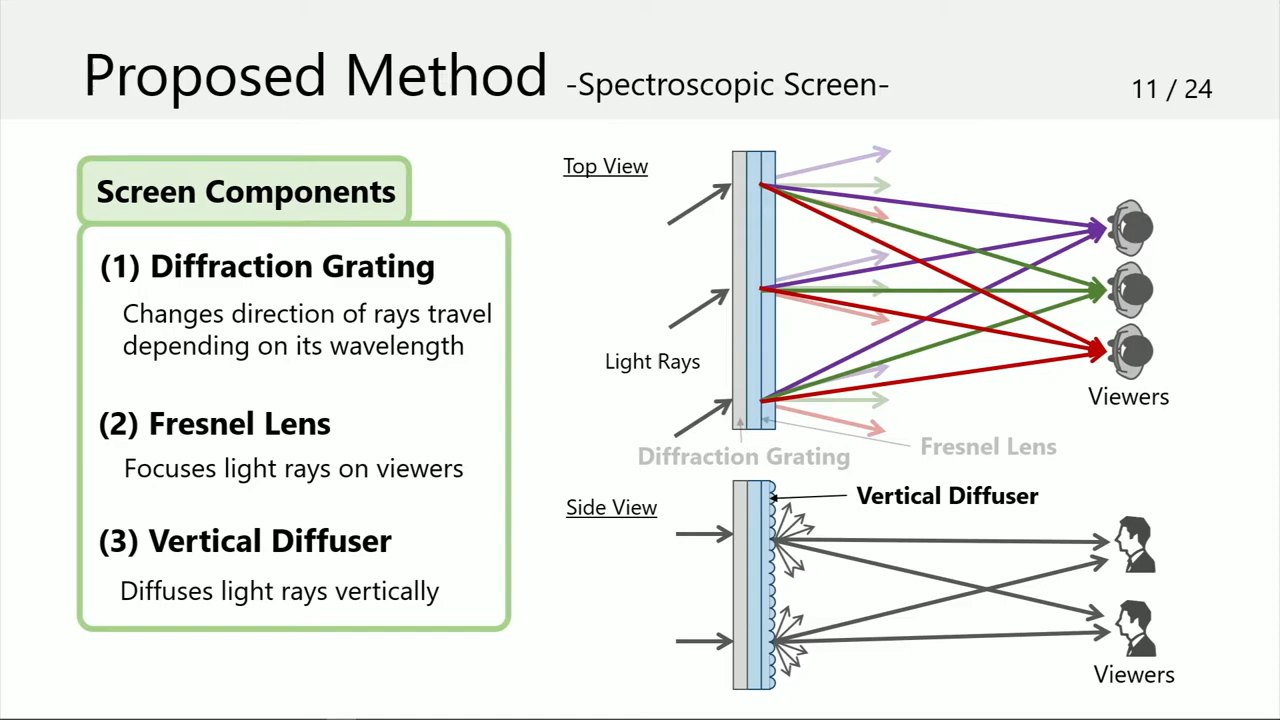 Proposed Method -Spectroscopic Screen-
11 / 24
Screen Components
(1) Diffraction Grating
Changes direction of rays travel
depending on its wavelength
(2) Fresnel Lens
Focuses light rays on viewers
(3) Vertical Diffuser
Diffuses light rays vertically
Top View
Light Rays
Viewers
Diffraction Grating
Fresnel Lens
Side View
Vertical Diffuser
Viewers